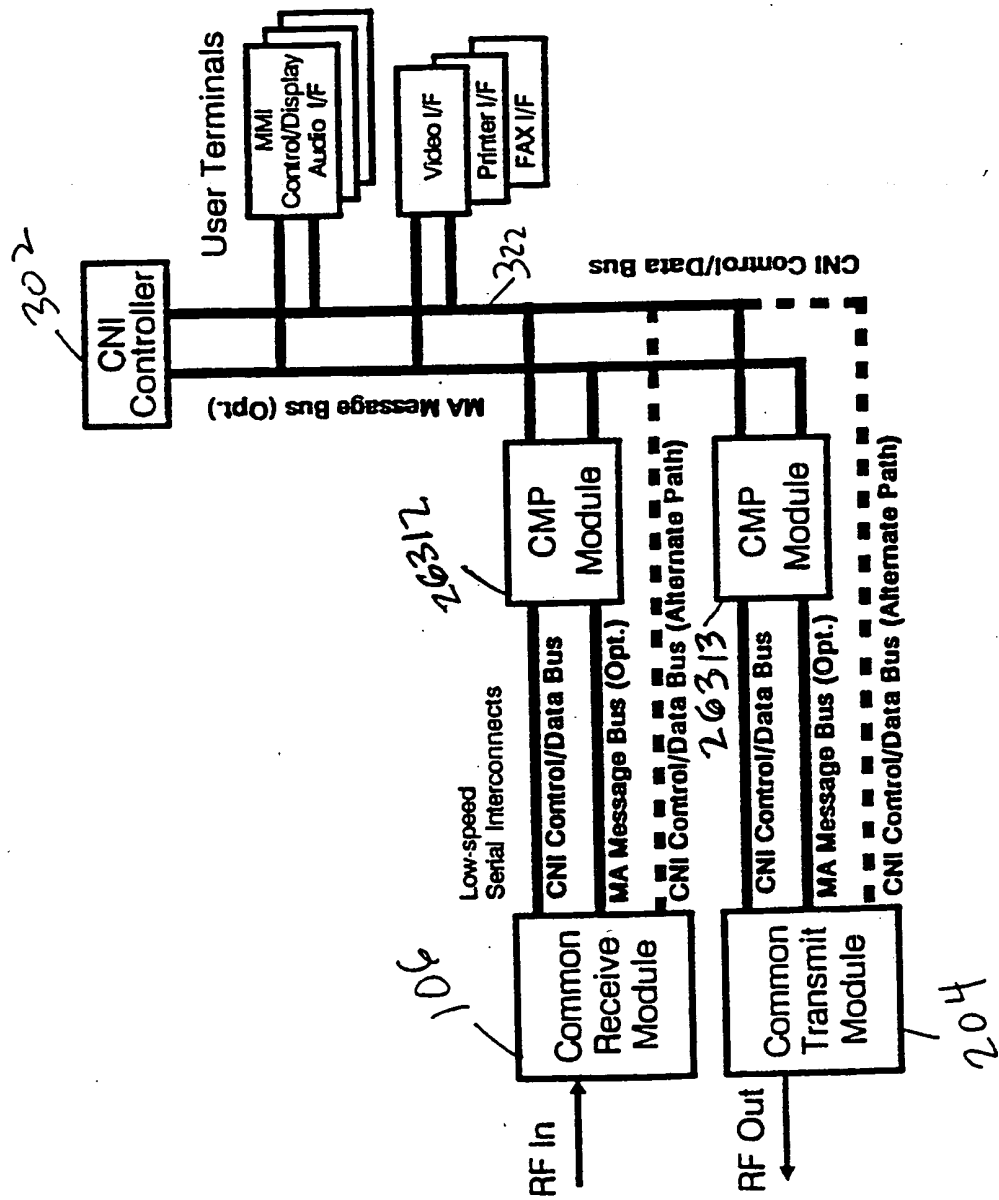 302
CNI
Controller
User Terminals
MMI
Control/Display
Audio I/F
Video I/F
Printer I/F
FAX I/F
322
MA Message Bus (Opt.)
CNI Control/Data Bus
26312
CMP
Module
26313
CMP
Module
Low-speed
Serial Interconnects
CNI Control/Data Bus
MA Message Bus (Opt.)
CNI Control/Data Bus (Alternate Path)
CNI Control/Data Bus
MA Message Bus (Opt.)
CNI Control/Data Bus (Alternate Path)
106
Common
Receive
Module
RF In
Common
Transmit
Module
204
RF Out